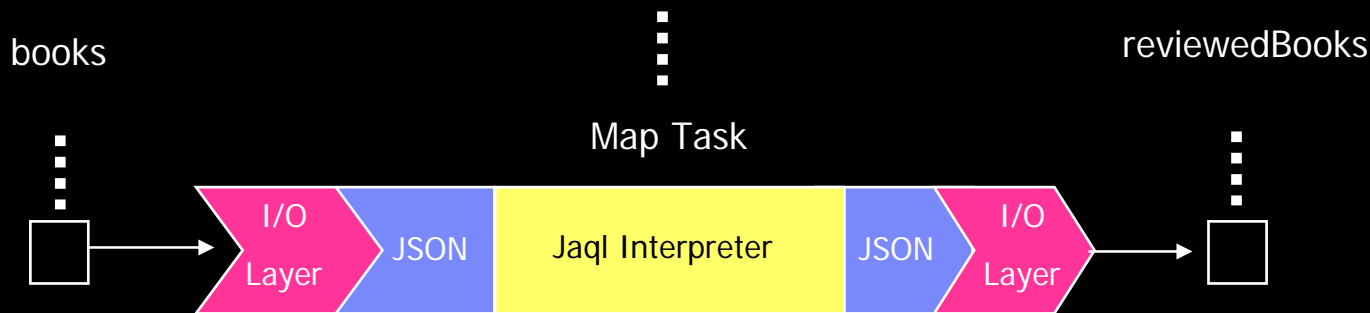 books
reviewedBooks
Map Task
I/O
Layer
JSON
Jaql Interpreter
JSON
I/O
Layer